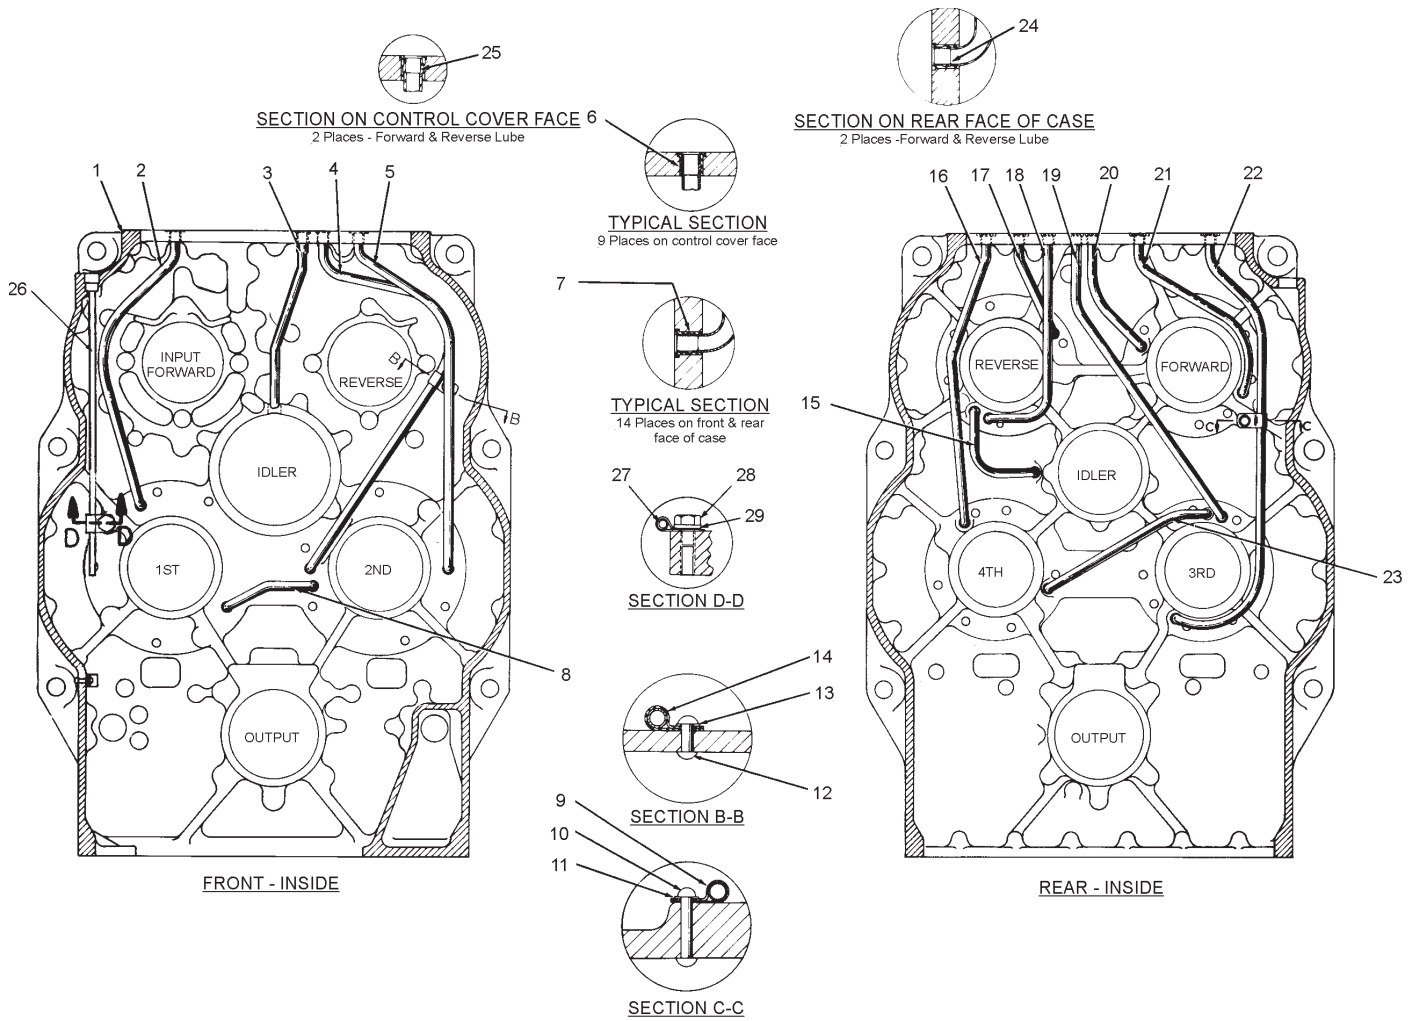 25
SECTION ON CONTROL COVER FACE
2 Places - Forward & Reverse Lube
24
SECTION ON REAR FACE OF CASE
2 Places -Forward & Reverse Lube
6
TYPICAL SECTION
9 Places on control cover face
7
TYPICAL SECTION
14 Places on front & rear
face of case
27
28
29
SECTION D-D
14
13
12
SECTION B-B
9
10
11
SECTION C-C
1
2
3
4
5
26
INPUT
FORWARD
REVERSE
B
B
IDLER
D
D
1ST
2ND
8
OUTPUT
FRONT - INSIDE
16
17
18
19
20
21
22
REVERSE
FORWARD
15
C
C
IDLER
4TH
3RD
23
OUTPUT
REAR - INSIDE